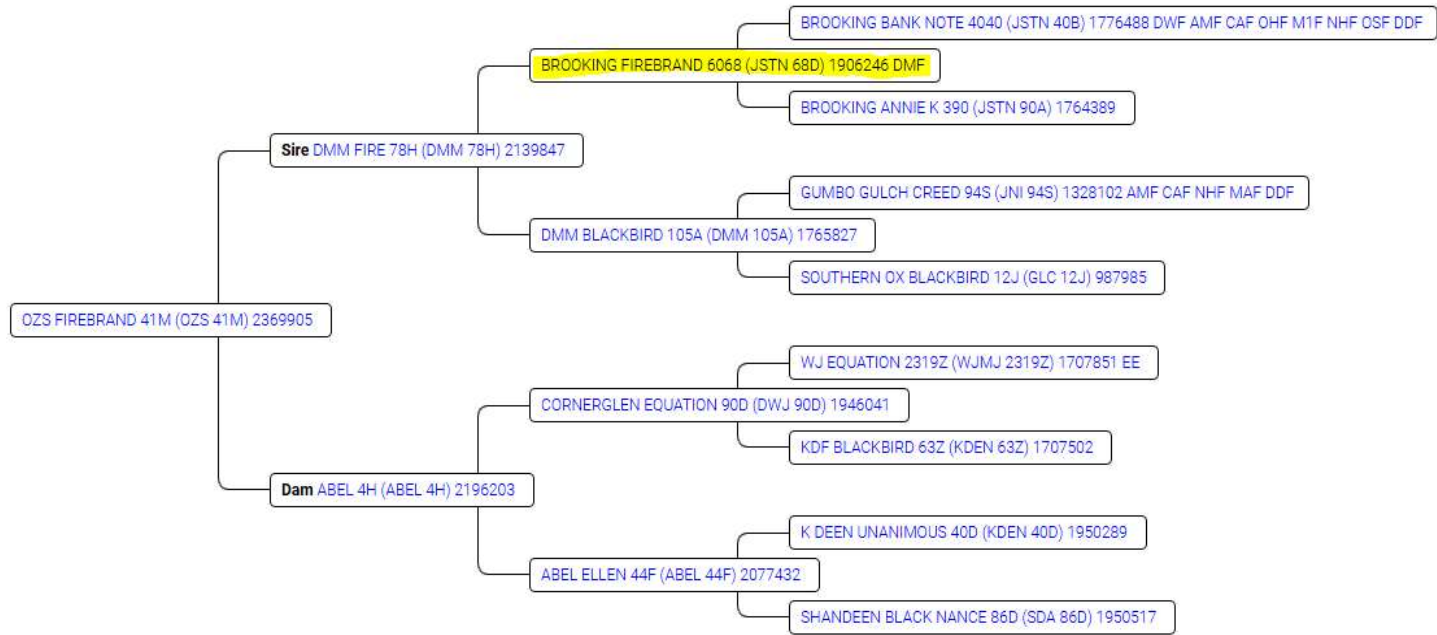 BROOKING BANK NOTE 4040 (JSTN 40B) 1776488 DWF AMF CAF OHF M1F NHF OSF DDF
BROOKING FIREBRAND 6068 (JSTN 68D) 1906246 DMF
BROOKING ANNIE K 390 (JSTN 90A) 1764389
Sire DMM FIRE 78H (DMM 78H) 2139847
GUMBO GULCH CREED 94S (JNI 94S) 1328102 AMF CAF NHF MAF DDF
DMM BLACKBIRD 105A (DMM 105A) 1765827
SOUTHERN OX BLACKBIRD 12J (GLC 12J) 987985
OZS FIREBRAND 41M (OZS 41M) 2369905
WJ EQUATION 2319Z (WJMJ 2319Z) 1707851 EE
CORNERGLEN EQUATION 90D (DWJ 90D) 1946041
KDF BLACKBIRD 63Z (KDEN 63Z) 1707502
Dam ABEL 4H (ABEL 4H) 2196203
K DEEN UNANIMOUS 40D (KDEN 40D) 1950289
ABEL ELLEN 44F (ABEL 44F) 2077432
SHANDEEN BLACK NANCE 86D (SDA 86D) 1950517